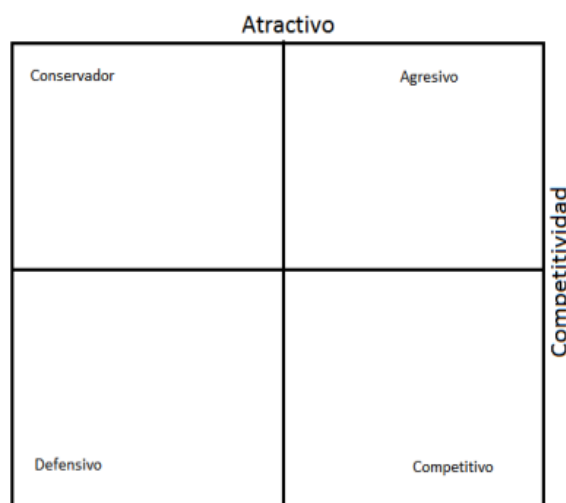 Atractivo
Conservador
Agresivo
Competitividad
Defensivo
Competitivo